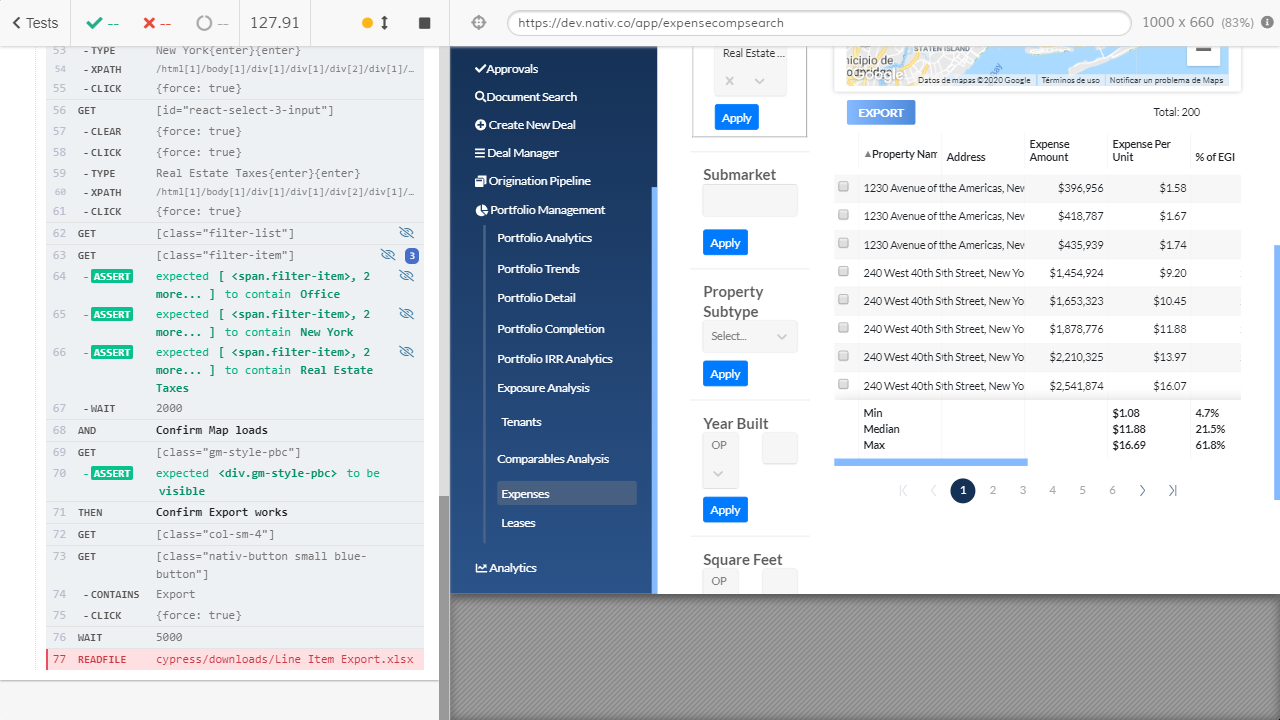 Tests
--
--
--
127.91
https://dev.nativ.co/app/expensecompsearch
1000 x 660 (83%)
53 -TYPE New York{enter}{enter}
54 -XPATH /html[1]/body[1]/div[1]/div[2]/div[1]/…
55 -CLICK {force: true}
56 GET [id="react-select-3-input"]
57 -CLEAR {force: true}
58 -CLICK {force: true}
59 -TYPE Real Estate Taxes{enter}{enter}
60 -XPATH /html[1]/body[1]/div[1]/div[2]/div[1]/…
61 -CLICK {force: true}
62 GET [class="filter-list"]
63 GET [class="filter-item"] 3
64 -ASSERT expected [ <span.filter-item>, 2
more... ] to contain Office
65 -ASSERT expected [ <span.filter-item>, 2
more... ] to contain New York
66 -ASSERT expected [ <span.filter-item>, 2
more... ] to contain Real Estate
Taxes
67 -WAIT 2000
68 AND Confirm Map loads
69 GET [class="gm-style-pbc"]
70 -ASSERT expected <div.gm-style-pbc> to be
visible
71 THEN Confirm Export works
72 GET [class="col-sm-4"]
73 GET [class="nativ-button small blue-
button"]
74 -CONTAINS Export
75 -CLICK {force: true}
76 WAIT 5000
77 READFILE cypress/downloads/Line Item Export.xlsx
Approvals
Document Search
Create New Deal
Deal Manager
Origination Pipeline
Portfolio Management
Portfolio Analytics
Portfolio Trends
Portfolio Detail
Portfolio Completion
Portfolio IRR Analytics
Exposure Analysis
Tenants
Comparables Analysis
Expenses
Leases
Analytics
Real Estate ...
Apply
Submarket
Apply
Property
Subtype
Select...
Apply
Year Built
OP
Apply
Square Feet
OP
STATEN ISLAND
nicipio de
Google
Datos de mapas ©2020 Google Términos de uso Notificar un problema de Maps
EXPORT Total: 200
Property Nam Address Expense Amount Expense Per Unit % of EGI
1230 Avenue of the Americas, New $396,956 $1.58
1230 Avenue of the Americas, New $418,787 $1.67
1230 Avenue of the Americas, New $435,939 $1.74
240 West 40th Sth Street, New Yo $1,454,924 $9.20
240 West 40th Sth Street, New Yo $1,653,323 $10.45
240 West 40th Sth Street, New Yo $1,878,776 $11.88
240 West 40th Sth Street, New Yo $2,210,325 $13.97
240 West 40th Sth Street, New Yo $2,541,874 $16.07
Min $1.08 4.7%
Median $11.88 21.5%
Max $16.69 61.8%
1 2 3 4 5 6